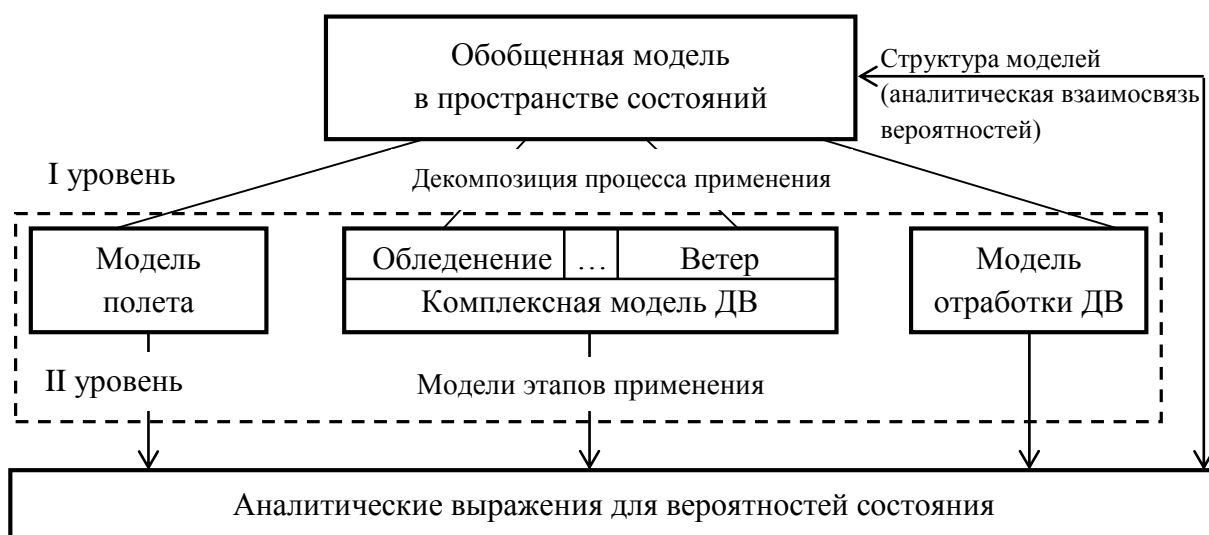 Обобщенная модель
в пространстве состояний
Структура моделей
(аналитическая взаимосвязь
вероятностей)
I уровень
Декомпозиция процесса применения
Модель
полета
Обледенение
...
Ветер
Комплексная модель ДВ
Модель
отработки ДВ
II уровень
Модели этапов применения
Аналитические выражения для вероятностей состояния